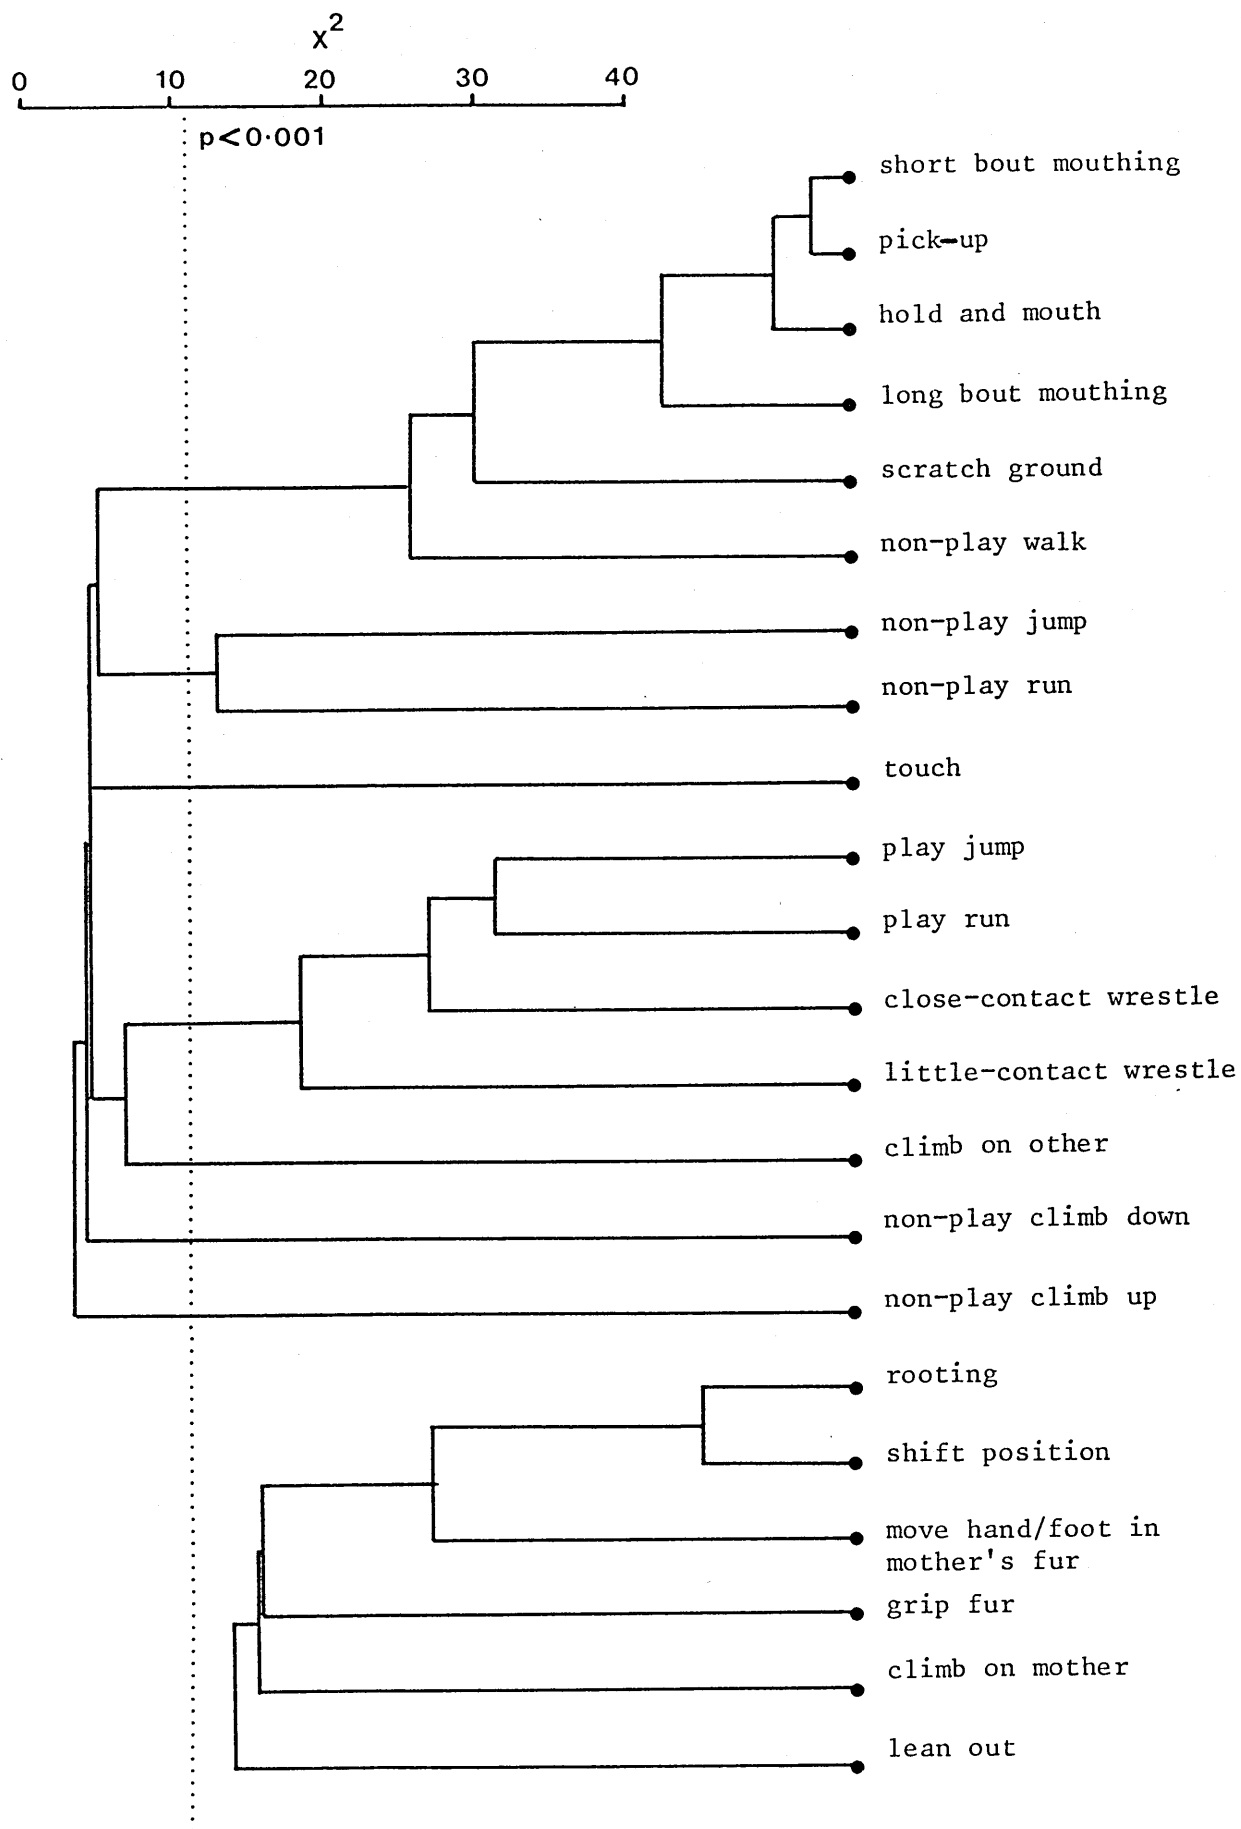 X²
0 10 20 30 40
p<0·001
short bout mouthing
pick-up
hold and mouth
long bout mouthing
scratch ground
non-play walk
non-play jump
non-play run
touch
play jump
play run
close-contact wrestle
little-contact wrestle
climb on other
non-play climb down
non-play climb up
rooting
shift position
move hand/foot in
mother's fur
grip fur
climb on mother
lean out